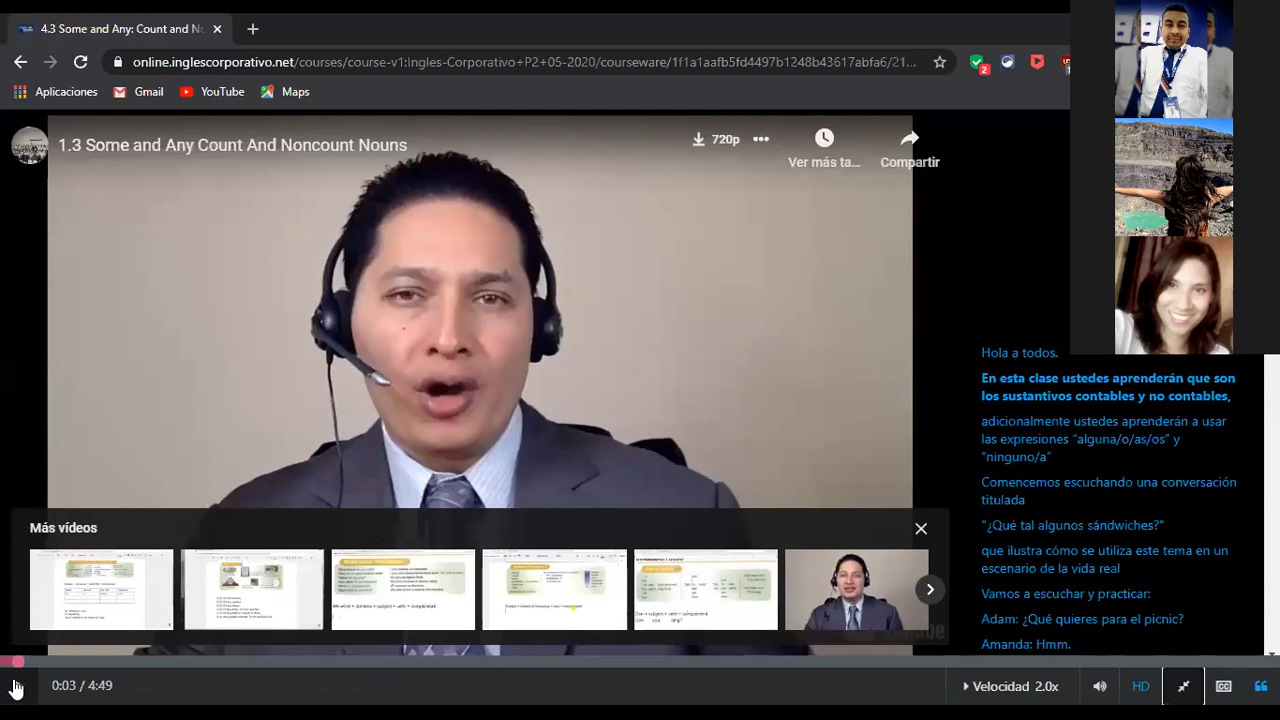 4.3 Some and Any: Count and No
online.inglescorporativo.net/courses/course-v1:Ingles-Corporativo+P2+05-2020/courseware/1f1a1aafb5fd4497b1248b43617abfa6/21...
2
Aplicaciones
Gmail
YouTube
Maps
1.3 Some and Any Count And Noncount Nouns
720p
Ver más ta...
Compartir
Hola a todos.
En esta clase ustedes aprenderán que son
los sustantivos contables y no contables,
adicionalmente ustedes aprenderán a usar
las expresiones “alguna/o/as/os” y
“ninguno/a”
Comencemos escuchando una conversación
titulada
"¿Qué tal algunos sándwiches?"
que ilustra cómo se utiliza este tema en un
escenario de la vida real
Vamos a escuchar y practicar:
Adam: ¿Qué quieres para el picnic?
Amanda: Hmm.
Más vídeos
0:03 / 4:49
Velocidad 2.0x
HD
CC